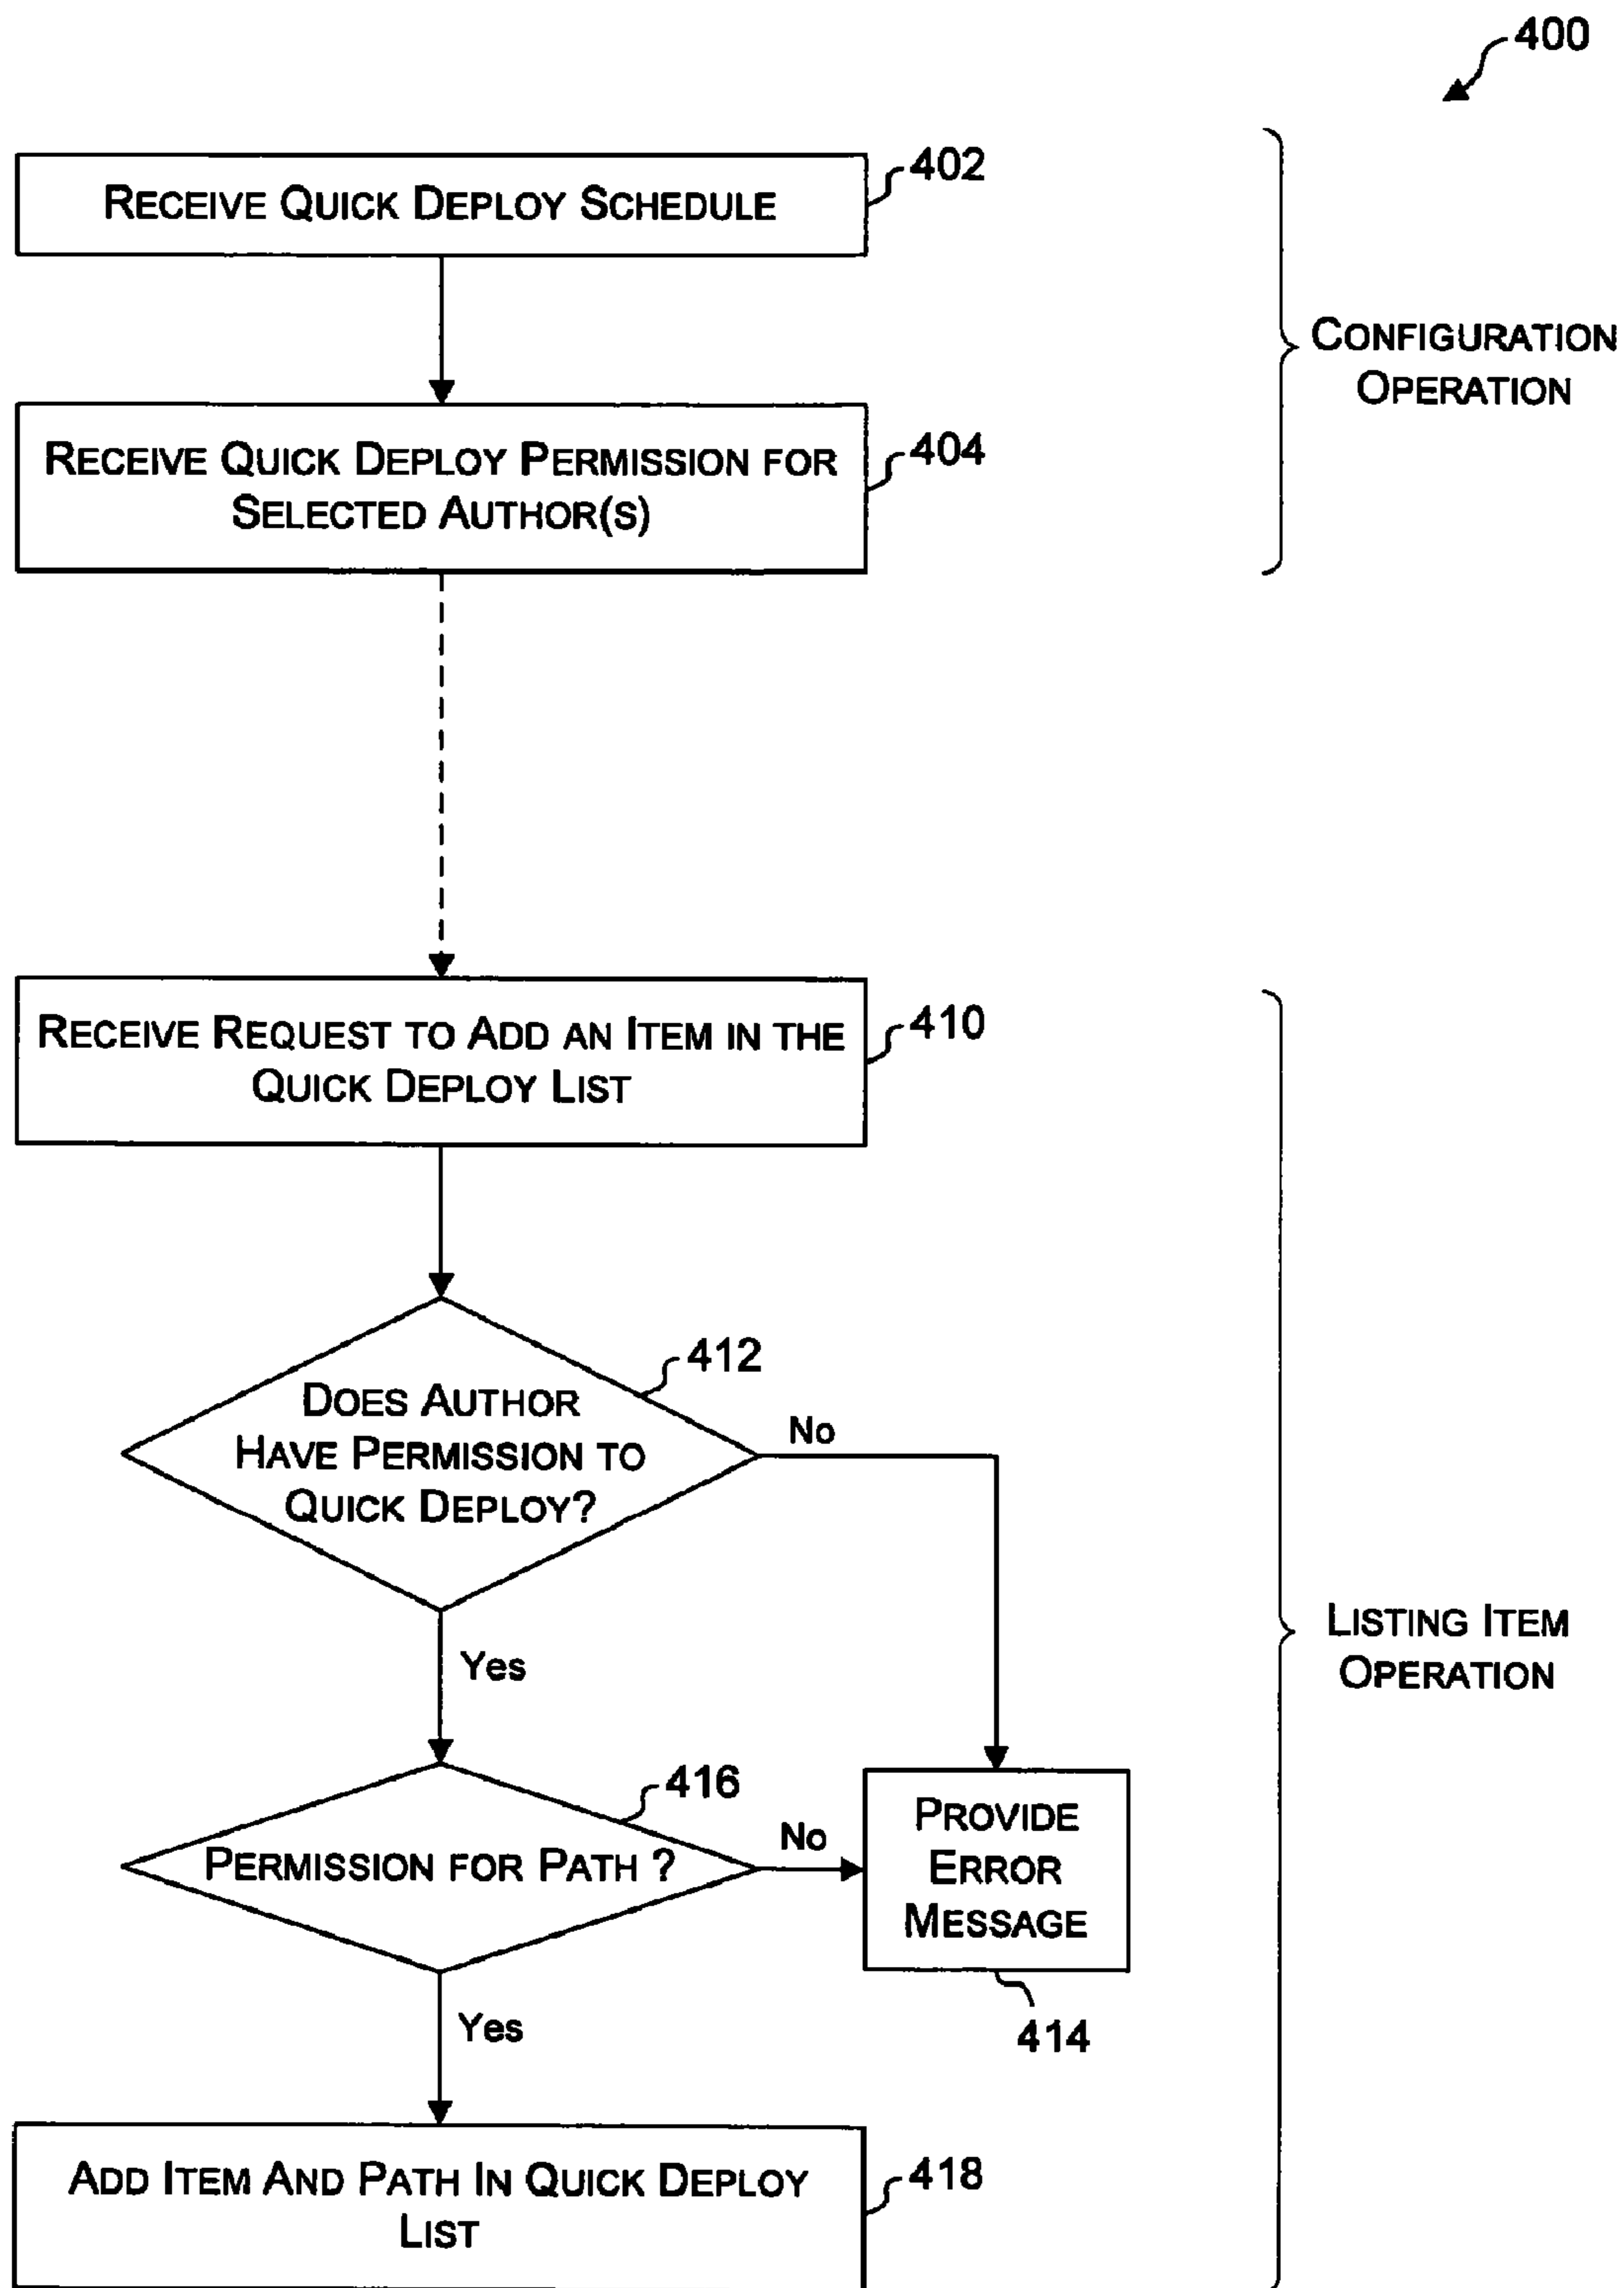 400
RECEIVE QUICK DEPLOY SCHEDULE
402
CONFIGURATION
OPERATION
RECEIVE QUICK DEPLOY PERMISSION FOR
SELECTED AUTHOR(S)
404
RECEIVE REQUEST TO ADD AN ITEM IN THE
QUICK DEPLOY LIST
410
412
DOES AUTHOR
HAVE PERMISSION TO
QUICK DEPLOY?
No
Yes
LISTING ITEM
OPERATION
416
PERMISSION FOR PATH ?
No
PROVIDE
ERROR
MESSAGE
414
Yes
ADD ITEM AND PATH IN QUICK DEPLOY
LIST
418